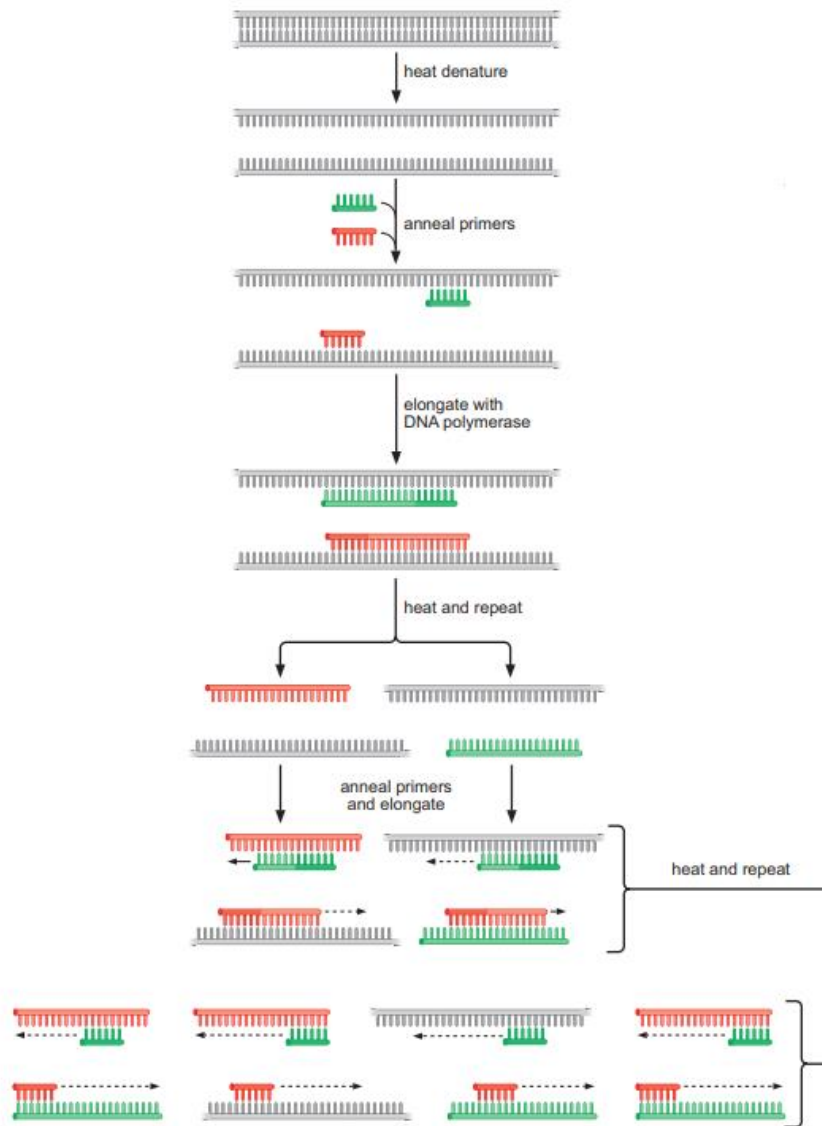 heat denature
anneal primers
elongate with
DNA polymerase
heat and repeat
anneal primers
and elongate
heat and repeat